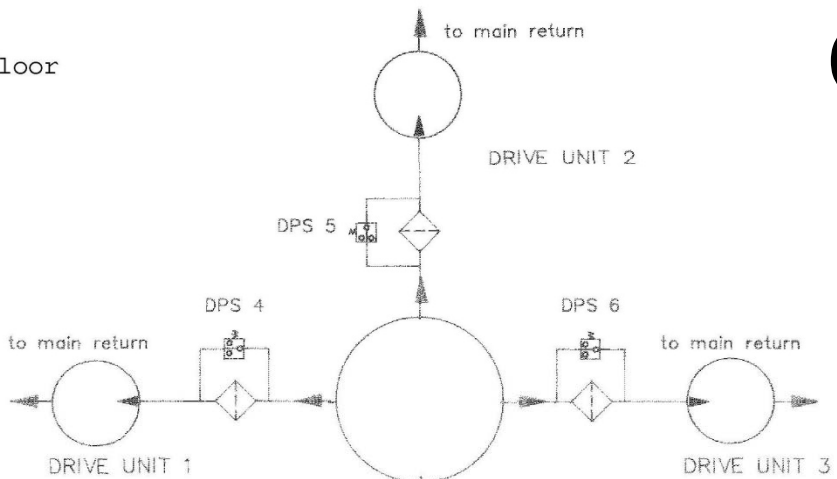 to main return
loor
DRIVE UNIT 2
DPS 5
DPS 4
DPS 6
to main return
to main return
DRIVE UNIT 1
DRIVE UNIT 3